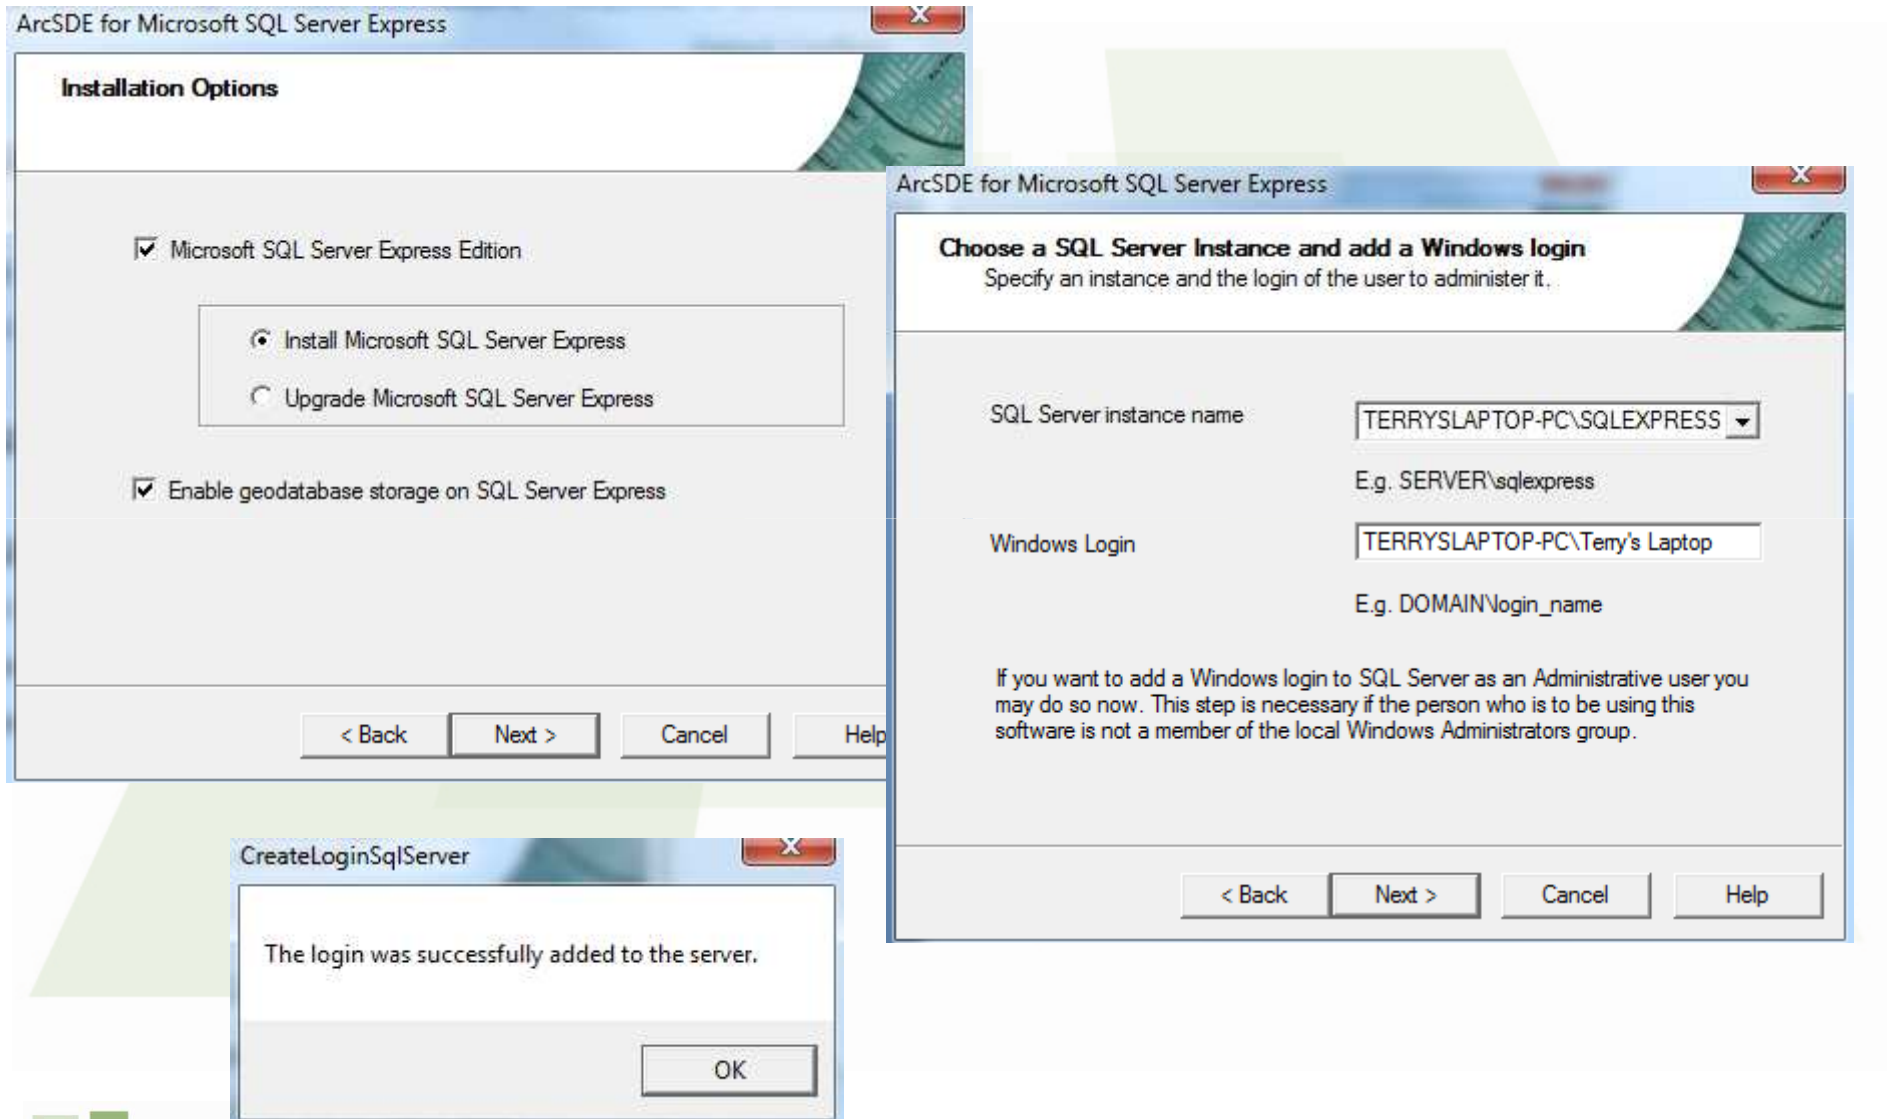 ArcSDE for Microsoft SQL Server Express
Installation Options
Microsoft SQL Server Express Edition
Install Microsoft SQL Server Express
Upgrade Microsoft SQL Server Express
Enable geodatabase storage on SQL Server Express
< Back
Next >
Cancel
Help
ArcSDE for Microsoft SQL Server Express
Choose a SQL Server Instance and add a Windows login
Specify an instance and the login of the user to administer it.
SQL Server instance name
TERRYSLAPTOP-PC\SQLEXPRESS
E.g. SERVER\sqlexpress
Windows Login
TERRYSLAPTOP-PC\Terry's Laptop
E.g. DOMAIN\login_name
If you want to add a Windows login to SQL Server as an Administrative user you
may do so now. This step is necessary if the person who is to be using this
software is not a member of the local Windows Administrators group.
< Back
Next >
Cancel
Help
CreateLoginSqlServer
The login was successfully added to the server.
OK